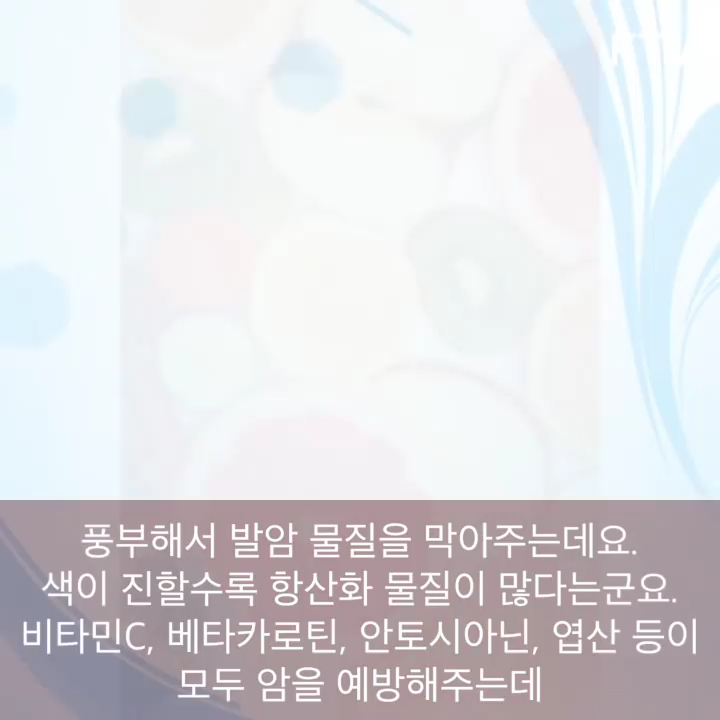 풍부해서 발암 물질을 막아주는데요.
색이 진할수록 항산화 물질이 많다는군요.
비타민C, 베타카로틴, 안토시아닌, 엽산 등이
모두 암을 예방해주는데